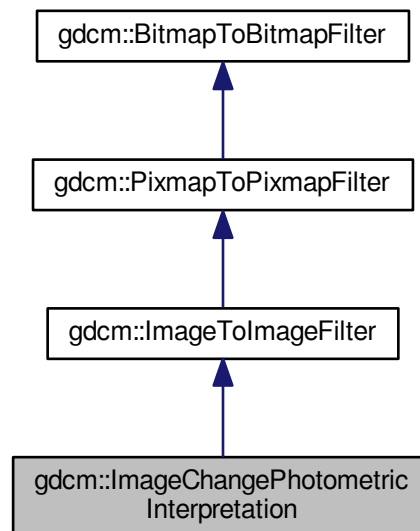 gdcm::BitmapToBitmapFilter
gdcm::PixmapToPixmapFilter
gdcm::ImageToImageFilter
gdcm::ImageChangePhotometric
Interpretation